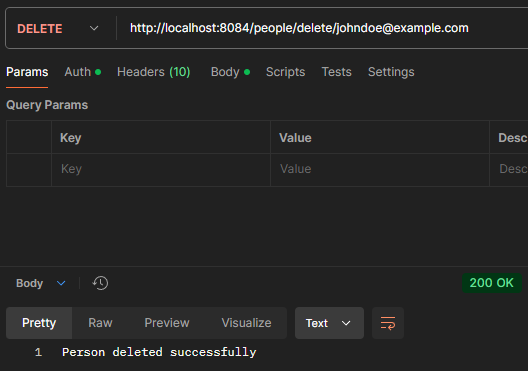 DELETE http://localhost:8084/people/delete/johndoe@example.com
Params Auth Headers (10) Body Scripts Tests Settings
Query Params
Key Value Desc
Key Value Desc
Body 200 OK
Pretty Raw Preview Visualize Text
1 Person deleted successfully